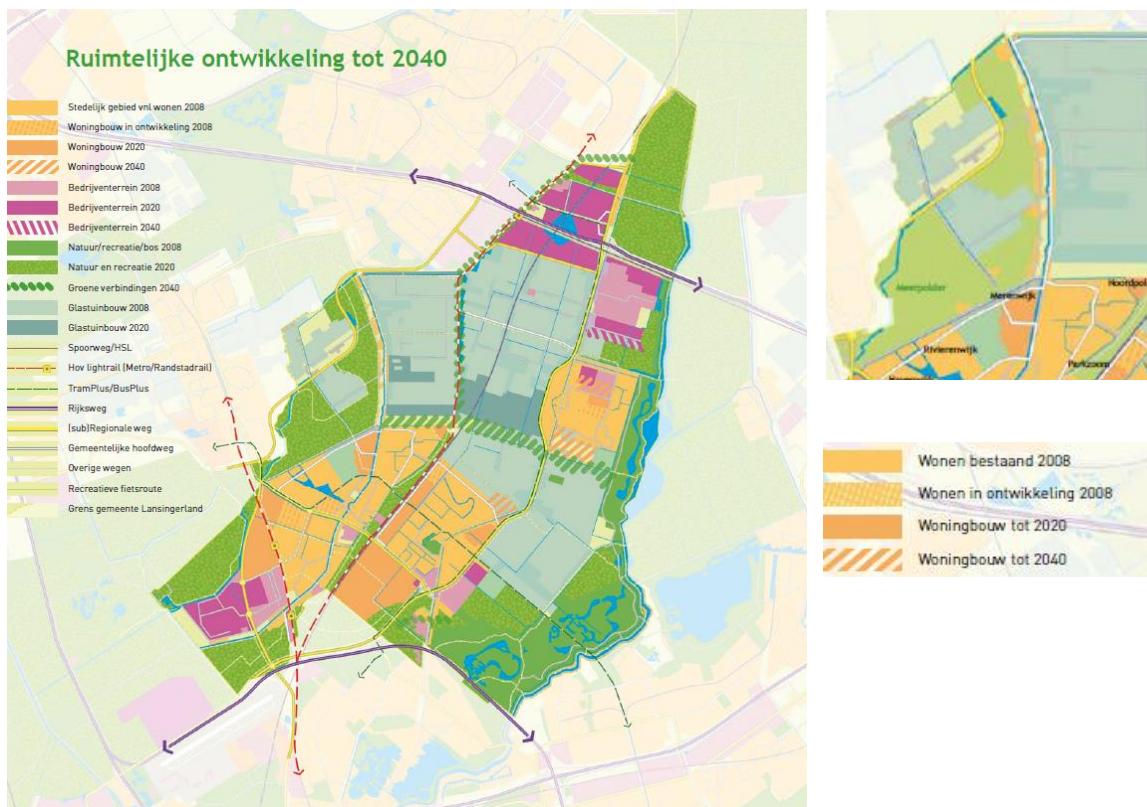 Ruimtelijke ontwikkeling tot 2040
Stedelijk gebied vnl wonen 2008
Woningbouw in ontwikkeling 2008
Woningbouw 2020
Woningbouw 2040
Bedrijventerrein 2008
Bedrijventerrein 2020
Bedrijventerrein 2040
Natuur/recreatie/bos 2008
Natuur en recreatie 2020
Groene verbindingen 2040
Glastuinbouw 2008
Glastuinbouw 2020
Spoorweg/HSL
Hov lightrail (Metro/Randstadrail)
TramPlus/BusPlus
Rijksweg
(sub)Regionale weg
Gemeentelijke hoofdweg
Overige wegen
Recreatieve fietsroute
Grens gemeente Lansingerland
Meerpolder
Merenwijk
Noordpol
Rivierenwijk
Parkzoom
Wonen bestaand 2008
Wonen in ontwikkeling 2008
Woningbouw tot 2020
Woningbouw tot 2040